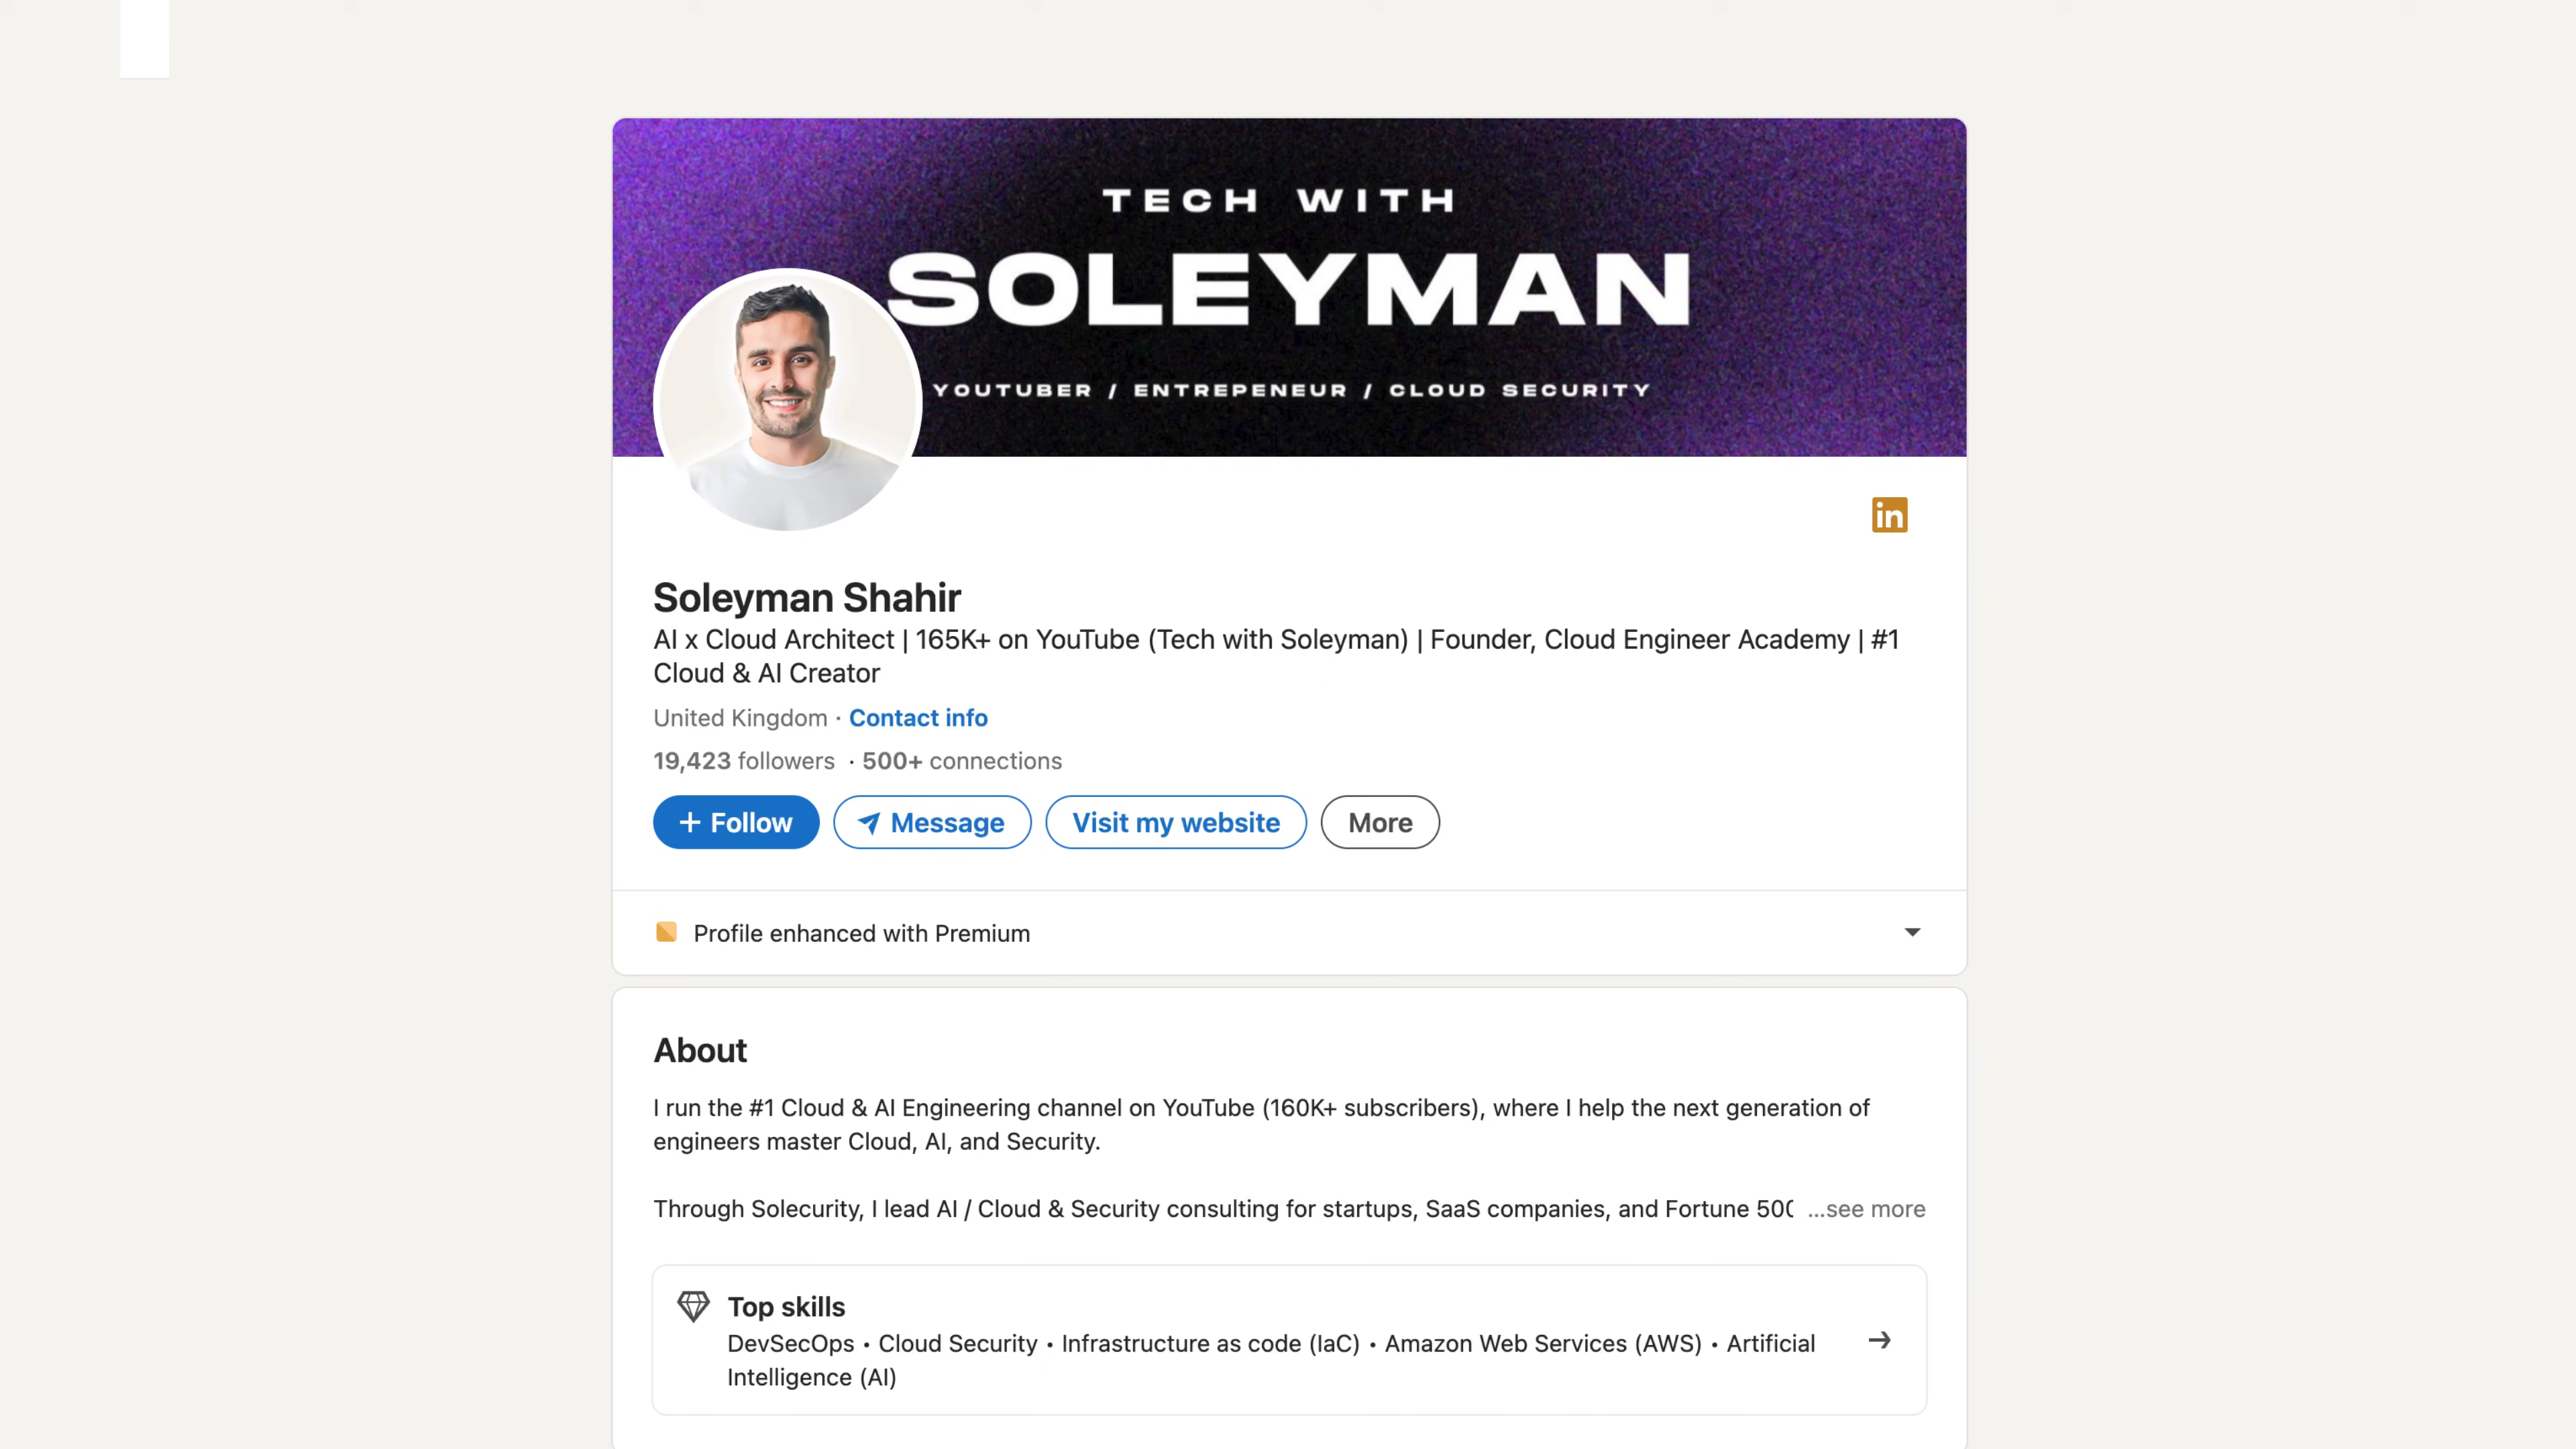 TECH WITH
SOLEYMAN
YOUTUBER / ENTREPENEUR / CLOUD SECURITY
in
Soleyman Shahir
AI x Cloud Architect | 165K+ on YouTube (Tech with Soleyman) | Founder, Cloud Engineer Academy | #1
Cloud & AI Creator
United Kingdom · Contact info
19,423 followers · 500+ connections
+ Follow
Message
Visit my website
More
Profile enhanced with Premium
About
I run the #1 Cloud & AI Engineering channel on YouTube (160K+ subscribers), where I help the next generation of
engineers master Cloud, AI, and Security.
Through Solecurity, I lead AI / Cloud & Security consulting for startups, SaaS companies, and Fortune 500 ...see more
Top skills
DevSecOps • Cloud Security • Infrastructure as code (IaC) • Amazon Web Services (AWS) • Artificial
Intelligence (AI)